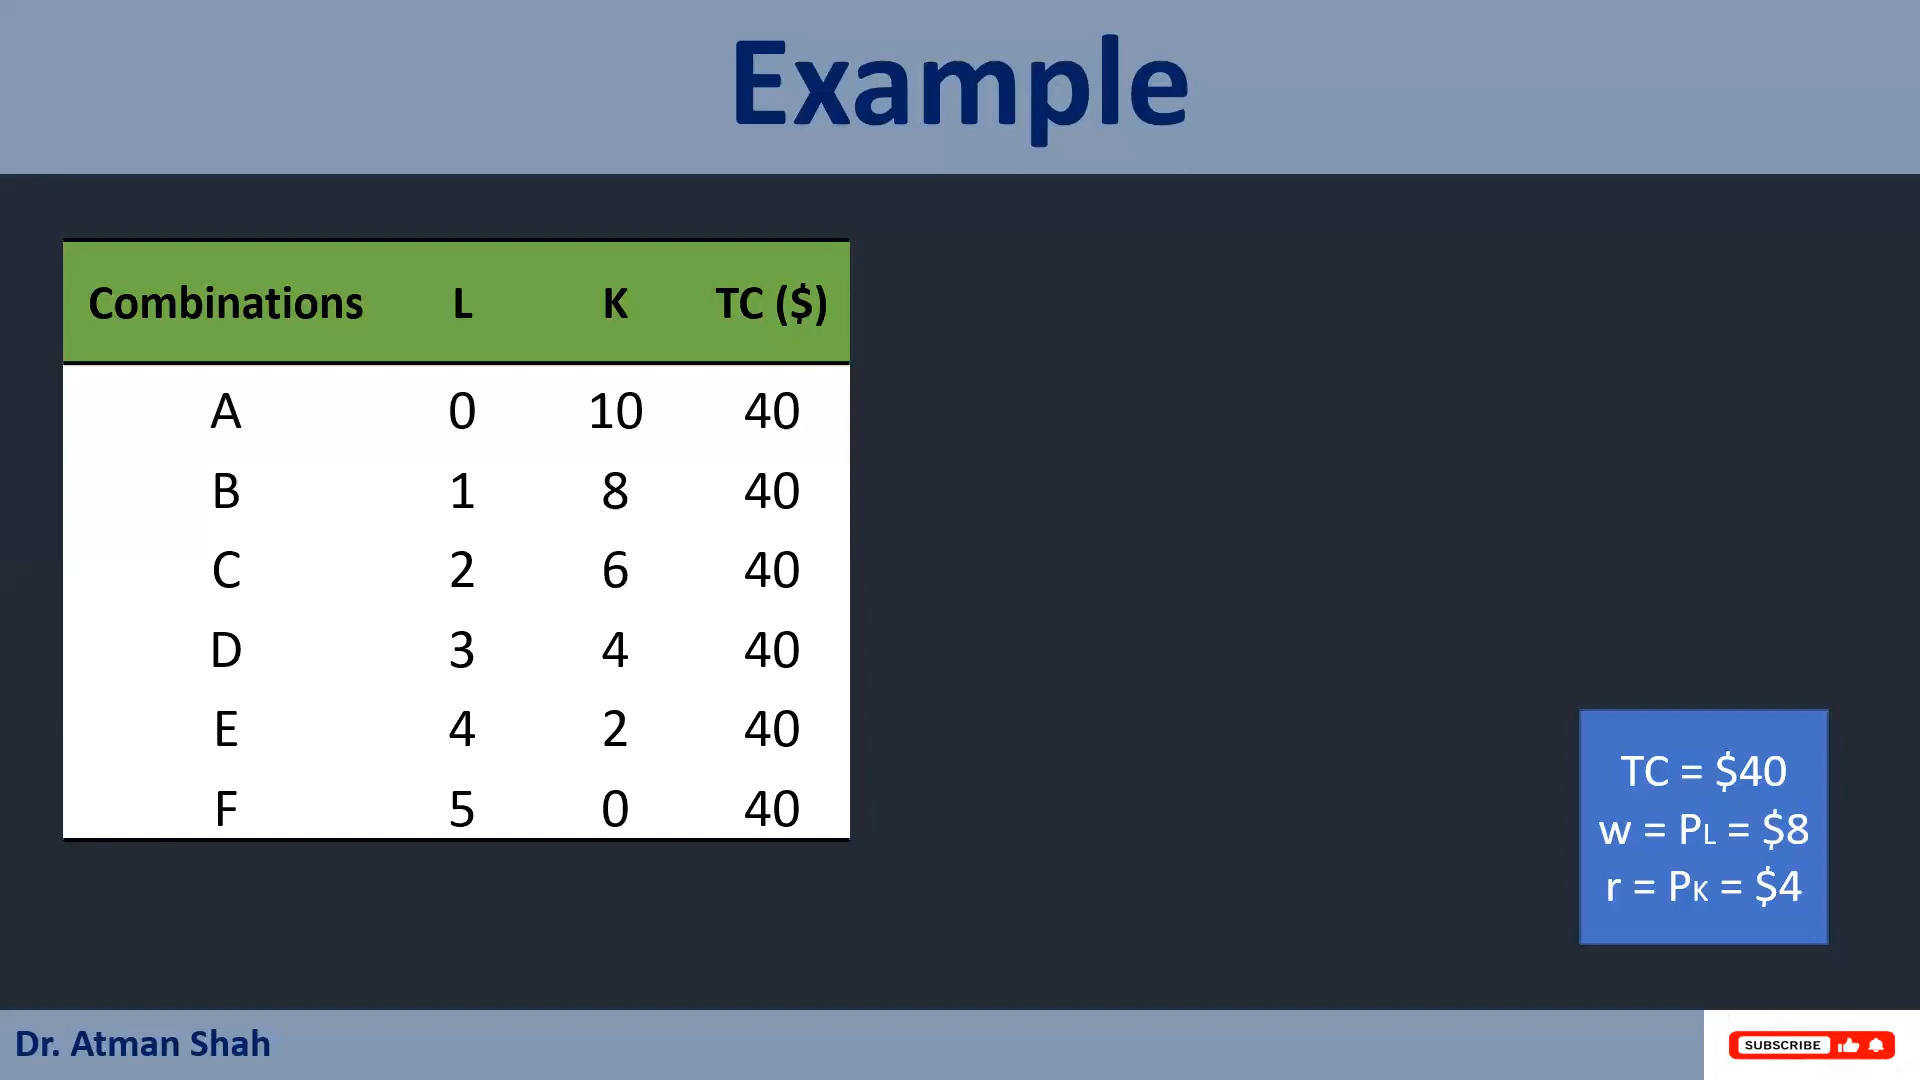 Example
Combinations L K TC ($)
A 0 10 40
B 1 8 40
C 2 6 40
D 3 4 40
E 4 2 40
F 5 0 40
TC = $40
w = PL = $8
r = PK = $4
Dr. Atman Shah
SUBSCRIBE